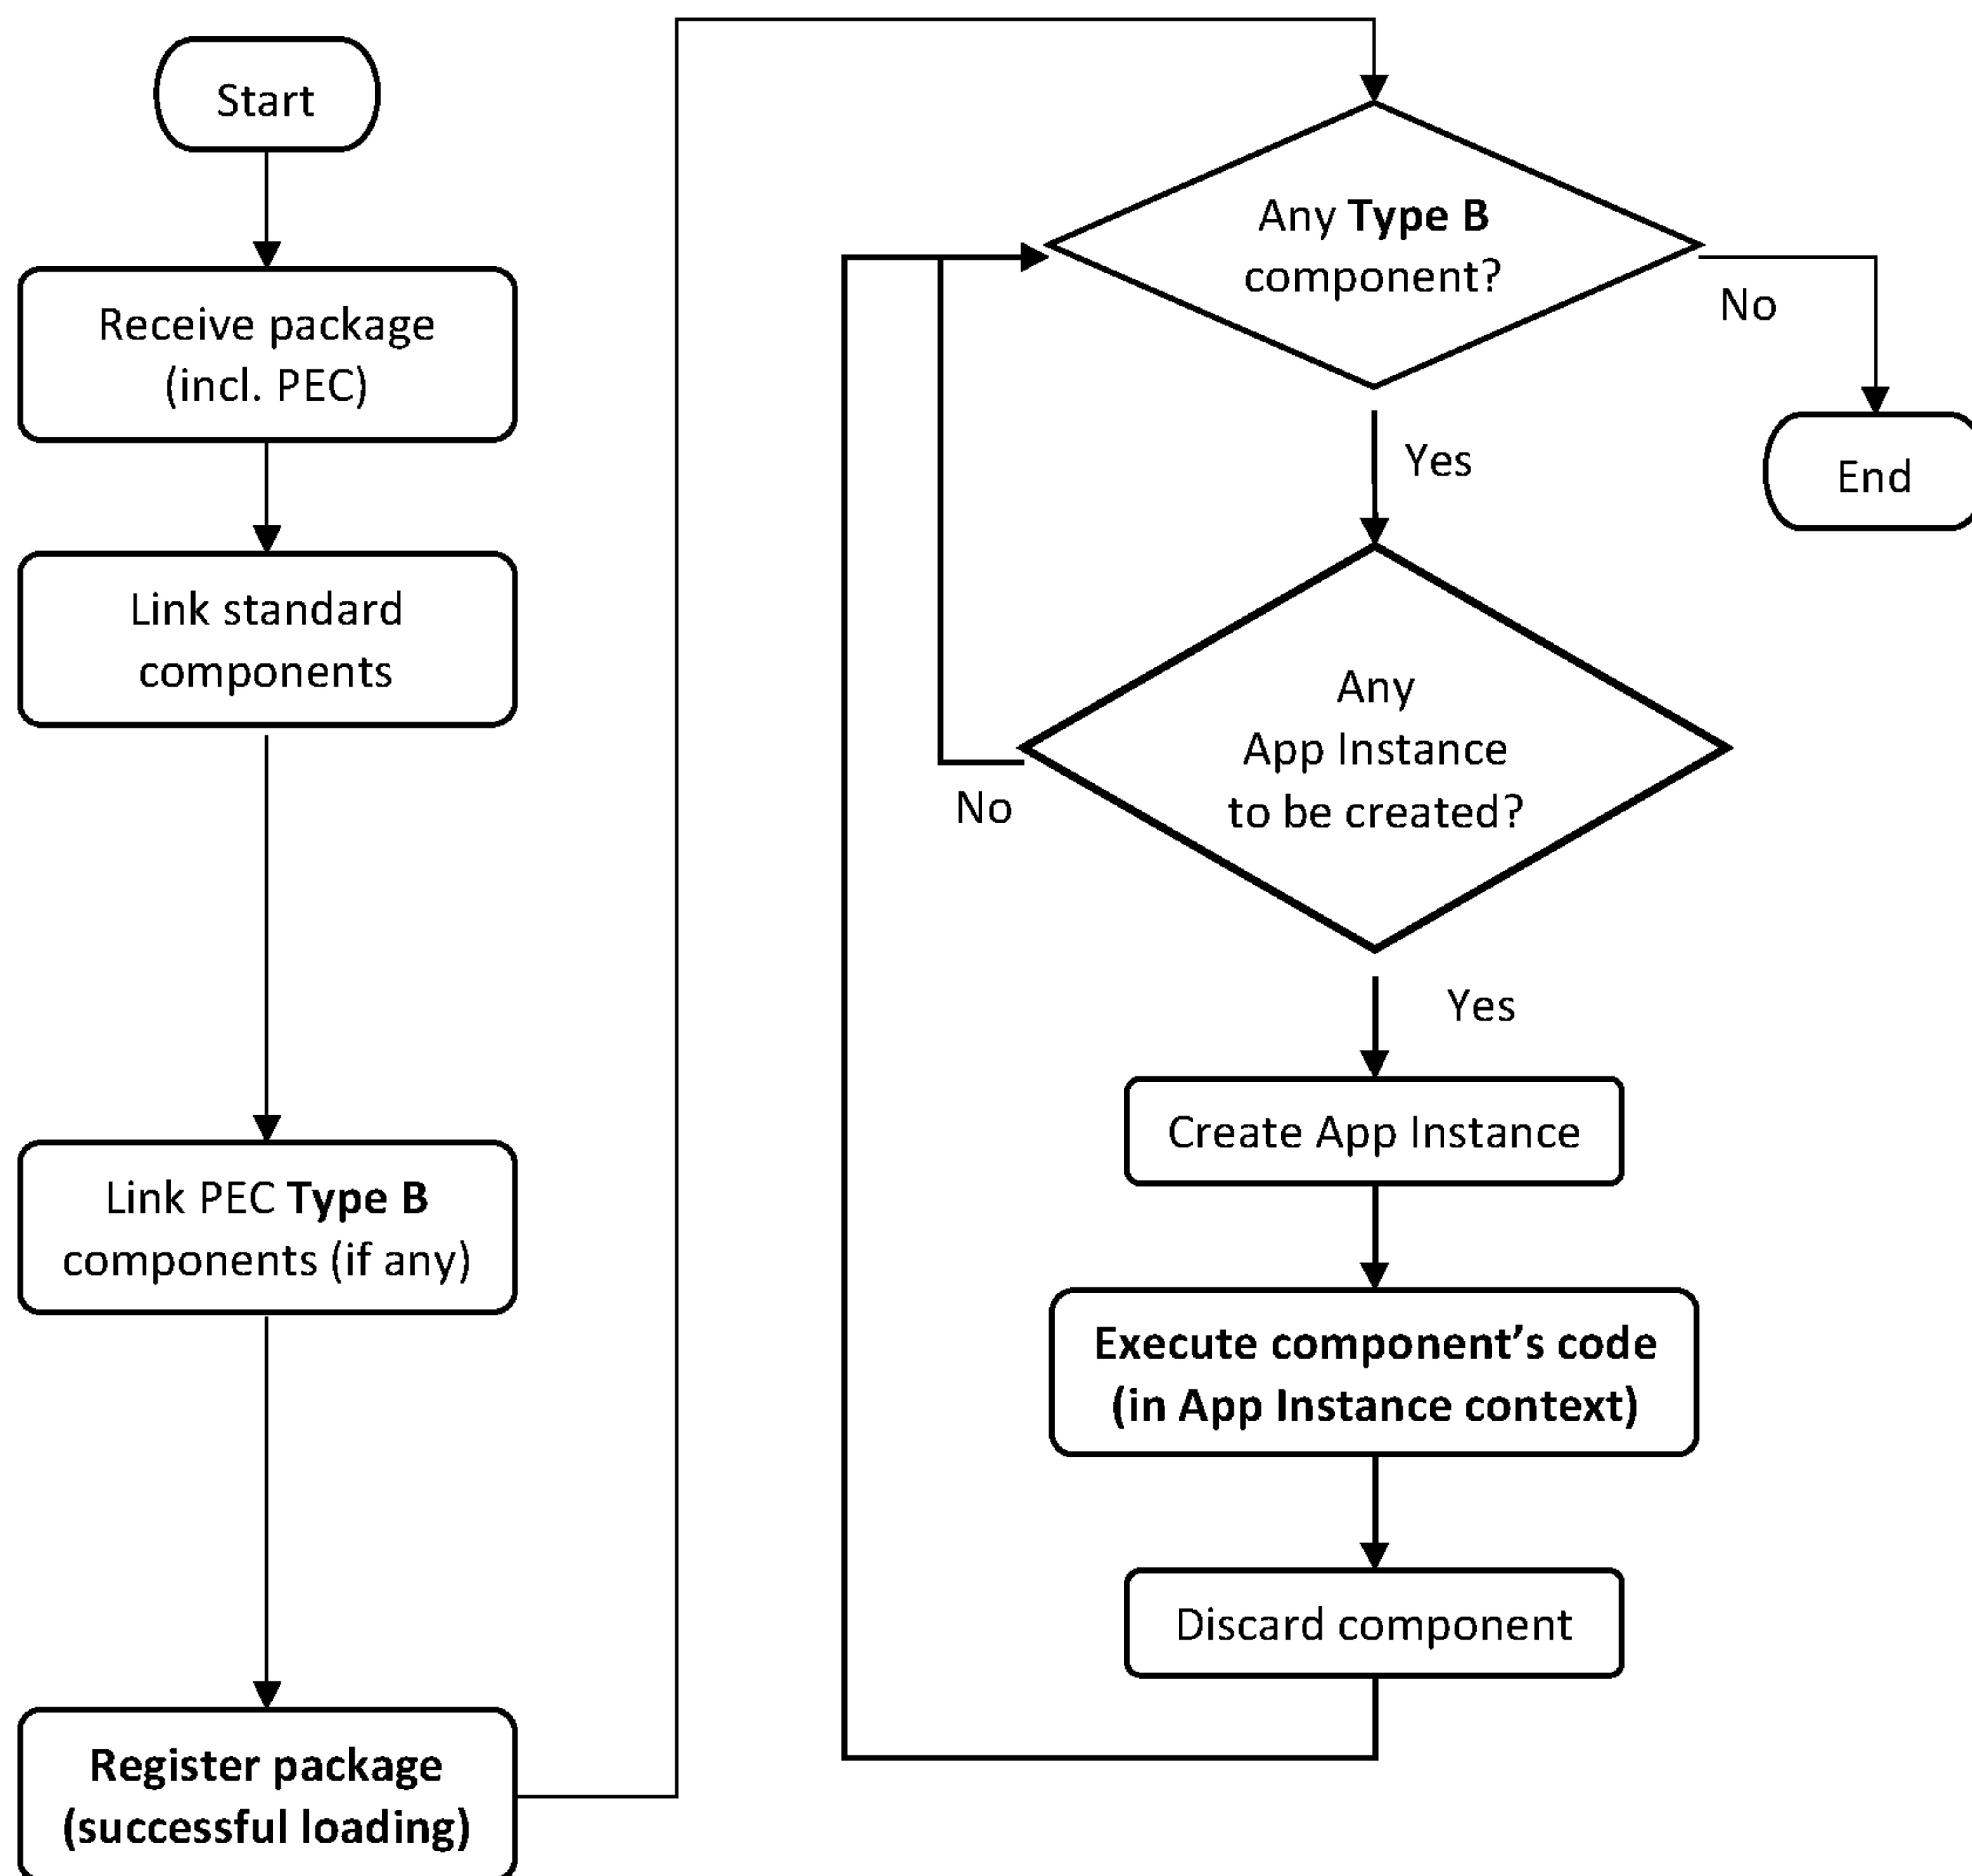 Start
Receive package
(incl. PEC)
Link standard
components
Link PEC Type B
components (if any)
Register package
(successful loading)
Any Type B
component?
No
End
Yes
Any
App Instance
to be created?
No
Yes
Create App Instance
Execute component’s code
(in App Instance context)
Discard component